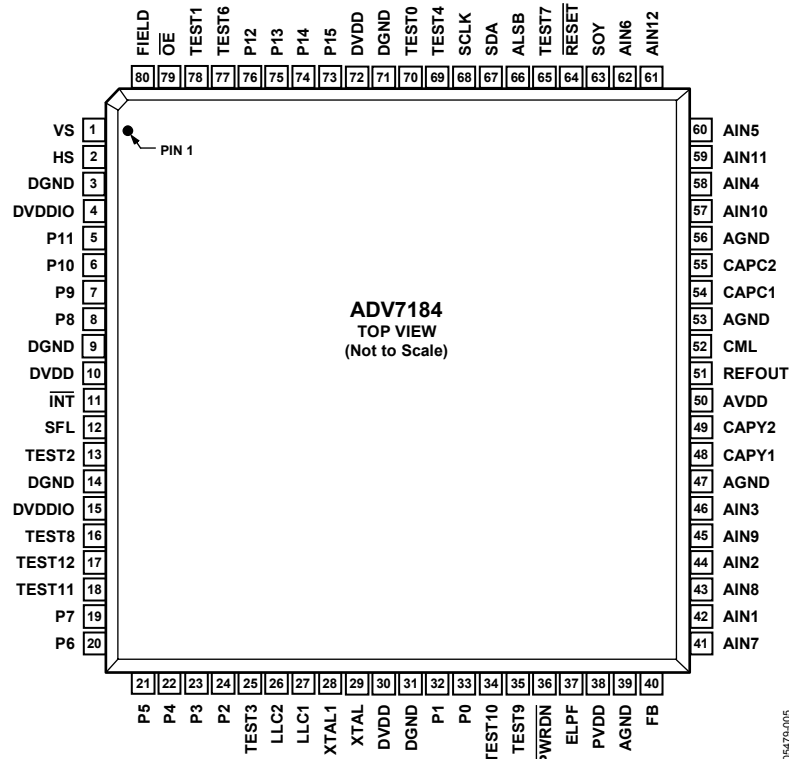 FIELD
OE
TEST1
TEST6
P12
P13
P14
P15
DVDD
DGND
TEST0
TEST4
SCLK
SDA
ALSB
TEST7
RESET
SOY
AIN6
AIN12
80 79 78 77 76 75 74 73 72 71 70 69 68 67 66 65 64 63 62 61
VS 1
HS 2
DGND 3
DVDDIO 4
P11 5
P10 6
P9 7
P8 8
DGND 9
DVDD 10
INT 11
SFL 12
TEST2 13
DGND 14
DVDDIO 15
TEST8 16
TEST12 17
TEST11 18
P7 19
P6 20
PIN 1
ADV7184
TOP VIEW
(Not to Scale)
60 AIN5
59 AIN11
58 AIN4
57 AIN10
56 AGND
55 CAPC2
54 CAPC1
53 AGND
52 CML
51 REFOUT
50 AVDD
49 CAPY2
48 CAPY1
47 AGND
46 AIN3
45 AIN9
44 AIN2
43 AIN8
42 AIN1
41 AIN7
21 22 23 24 25 26 27 28 29 30 31 32 33 34 35 36 37 38 39 40
P5
P4
P3
P2
TEST3
LLC2
LLC1
XTAL1
XTAL
DVDD
DGND
P1
P0
TEST10
TEST9
PWRDN
ELPF
PVDD
AGND
FB
05479-005